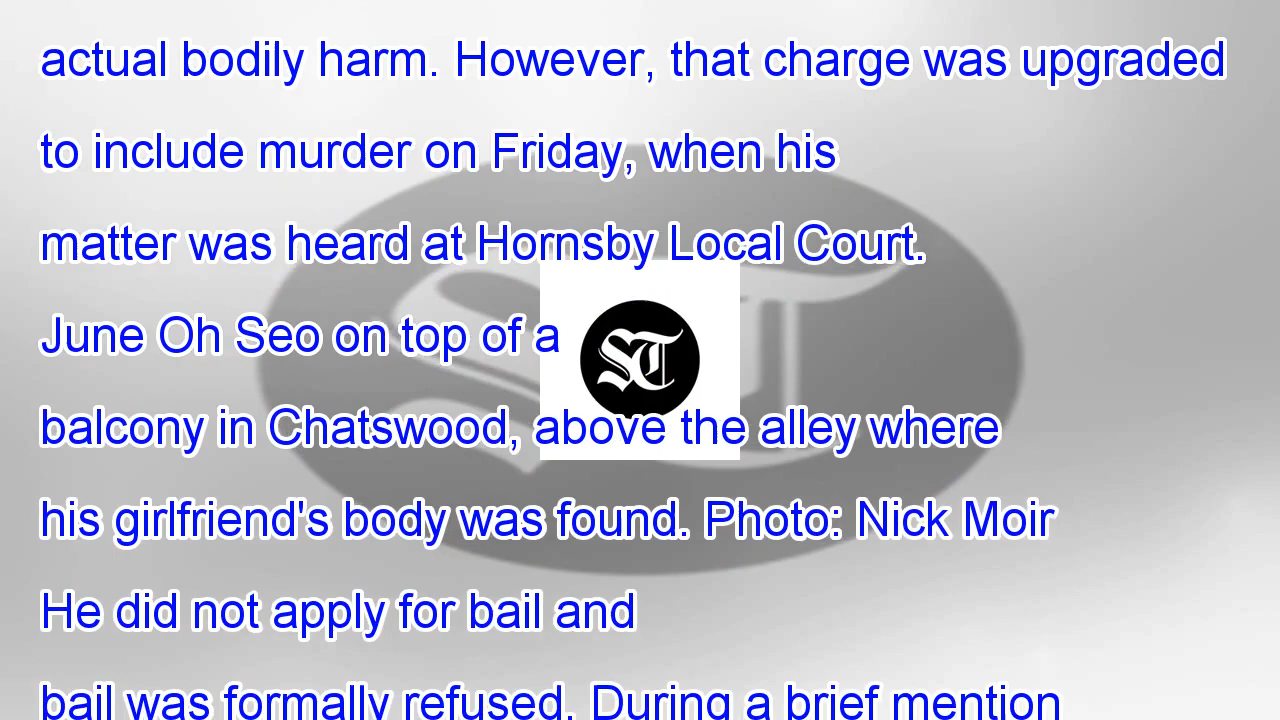 actual bodily harm. However, that charge was upgraded
to include murder on Friday, when his
matter was heard at Hornsby Local Court.
June Oh Seo on top of a
balcony in Chatswood, above the alley where
his girlfriend's body was found. Photo: Nick Moir
He did not apply for bail and
bail was formally refused. During a brief mention
ST